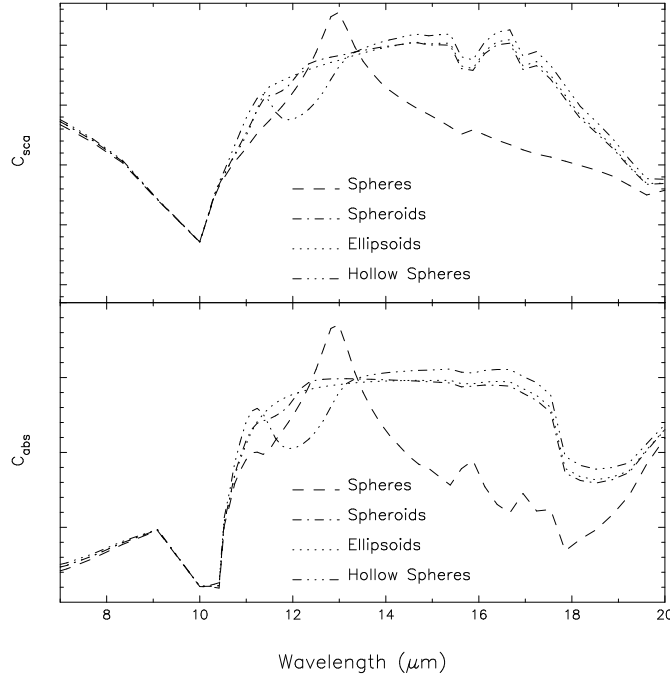 C_sca
Spheres
Spheroids
Ellipsoids
Hollow Spheres
C_abs
Spheres
Spheroids
Ellipsoids
Hollow Spheres
8 10 12 14 16 18 20
Wavelength (μm)